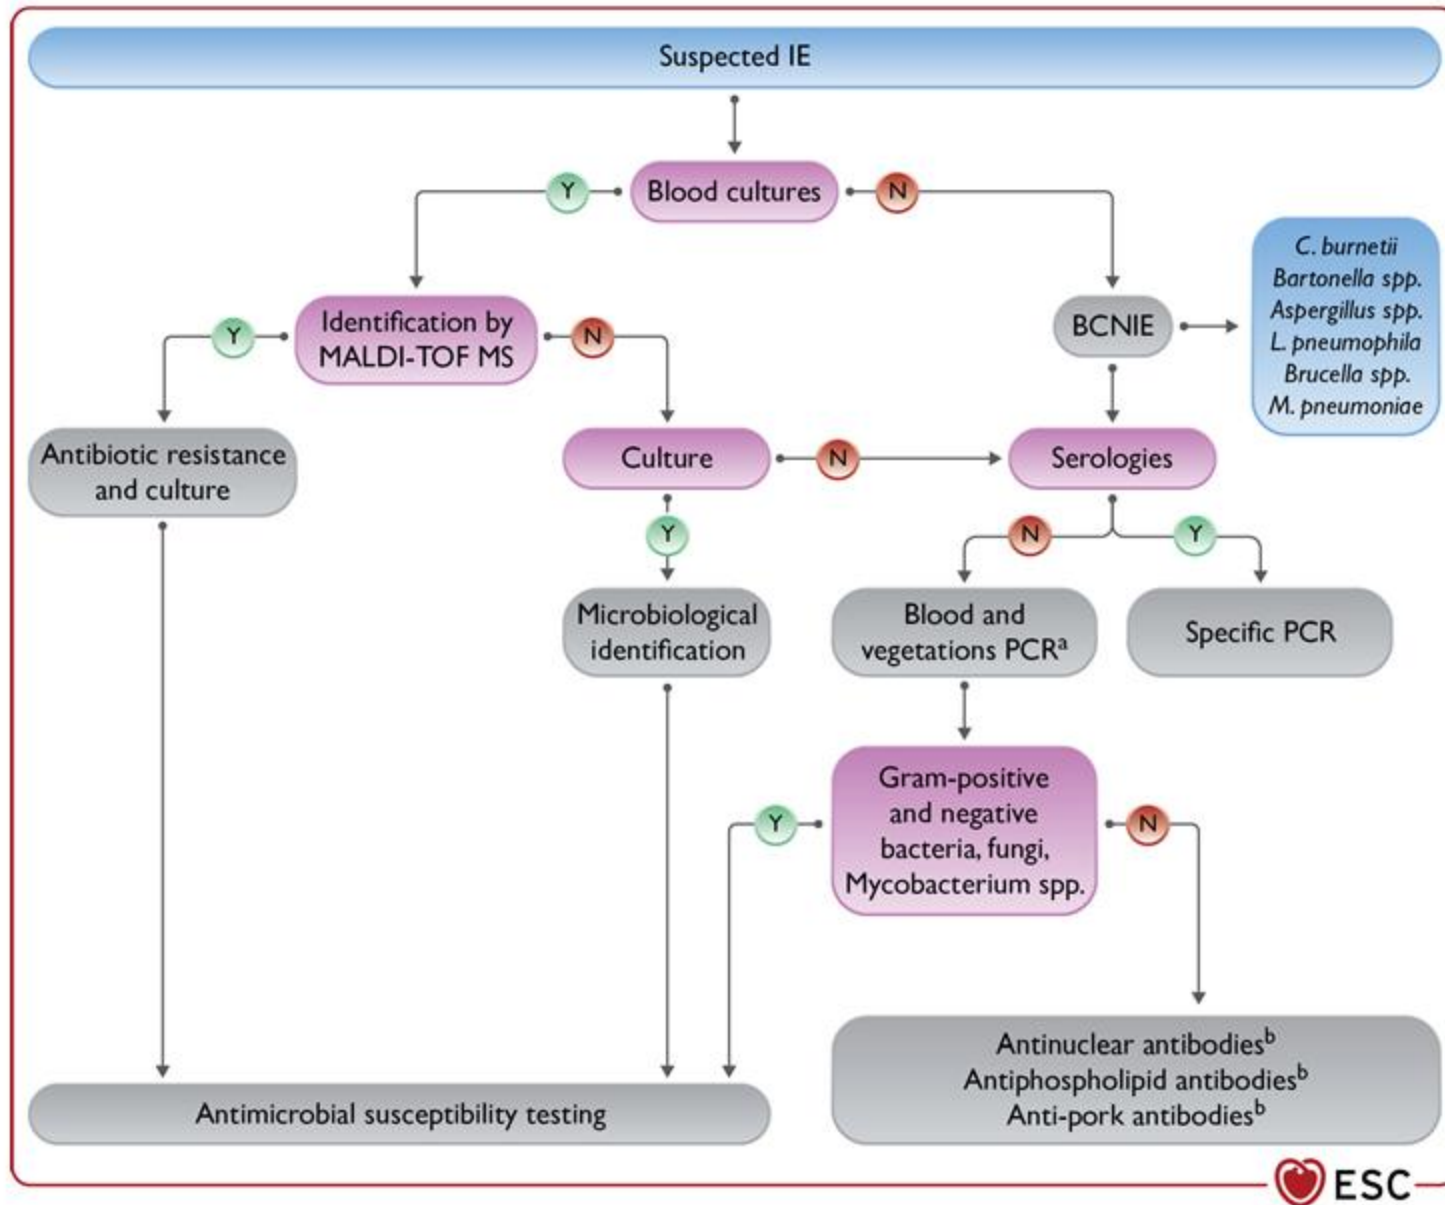 Suspected IE
Y
Blood cultures
N
C. burnetii
Bartonella spp.
Aspergillus spp.
L. pneumophila
Brucella spp.
M. pneumoniae
Y
Identification by
MALDI-TOF MS
N
BCNIE
Antibiotic resistance
and culture
Culture
N
Serologies
Y
N
Y
Microbiological
identification
Blood and
vegetations PCRᵃ
Specific PCR
Y
Gram-positive
and negative
bacteria, fungi,
Mycobacterium spp.
N
Antimicrobial susceptibility testing
Antinuclear antibodiesᵇ
Antiphospholipid antibodiesᵇ
Anti-pork antibodiesᵇ
ESC